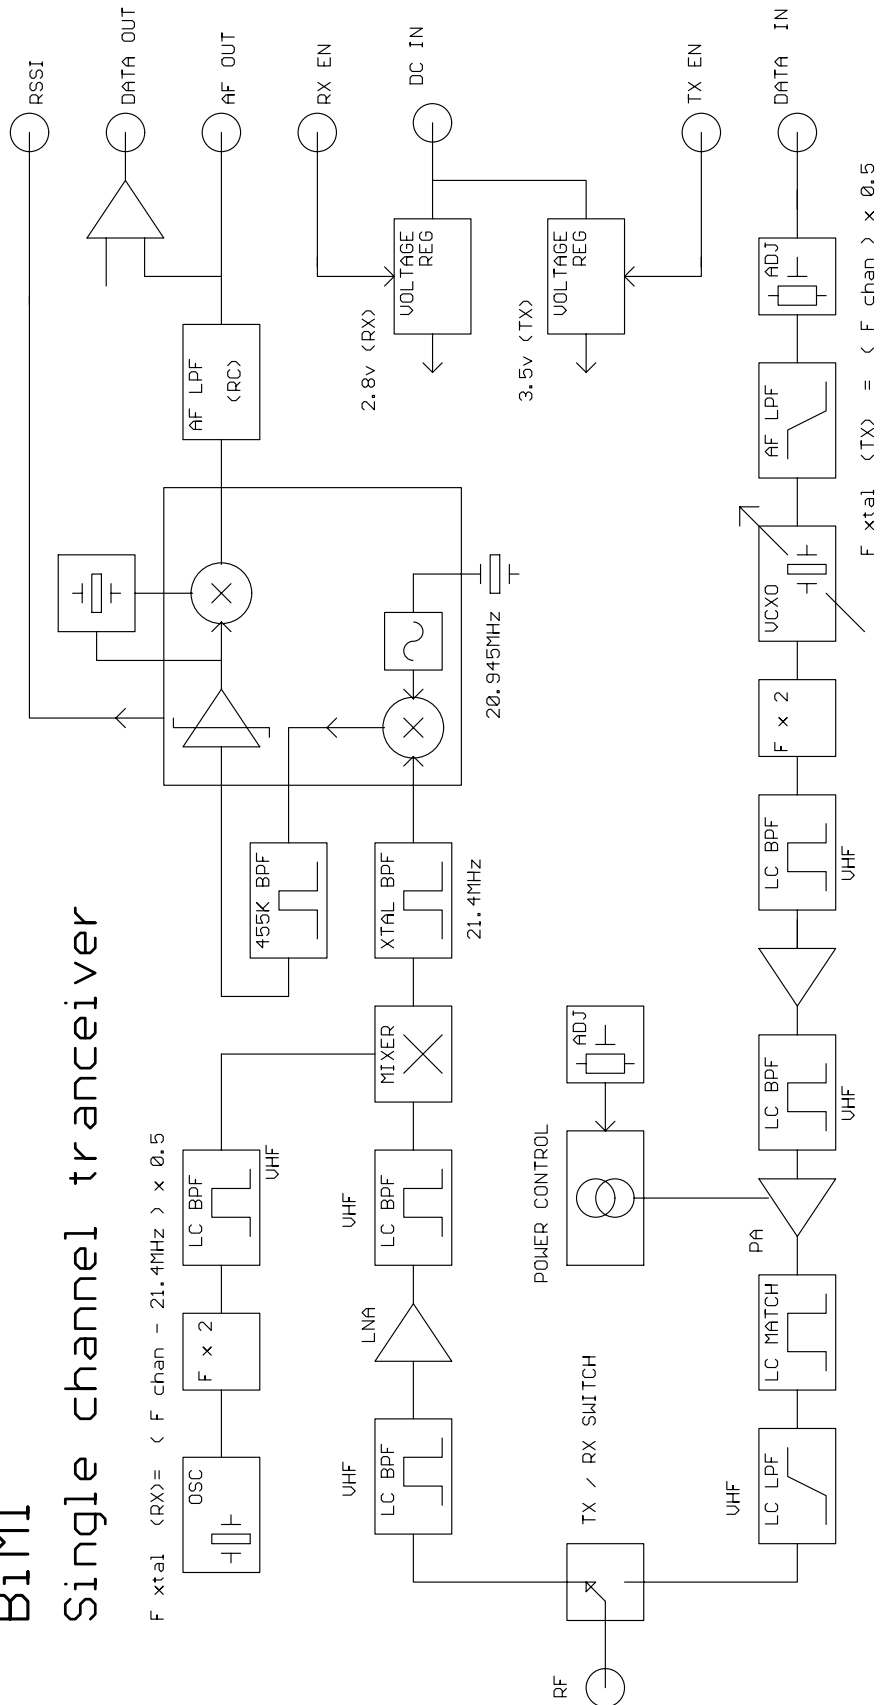 BiM1
Single channel tranceiver
F xtal (RX)= ( F chan - 21.4MHz ) x 0.5
OSC
F x 2
LC BPF
VHF
RSSI
DATA OUT
AF OUT
RX EN
DC IN
TX EN
DATA IN
455K BPF
AF LPF
(RC)
RF
TX / RX SWITCH
VHF
LC BPF
LNA
VHF
LC BPF
MIXER
XTAL BPF
21.4MHz
20.945MHz
2.8v (RX)
VOLTAGE
REG
3.5v (TX)
VOLTAGE
REG
POWER CONTROL
ADJ
VHF
LC LPF
LC MATCH
PA
LC BPF
VHF
LC BPF
VHF
F x 2
VCXO
AF LPF
ADJ
F xtal (TX) = ( F chan ) x 0.5